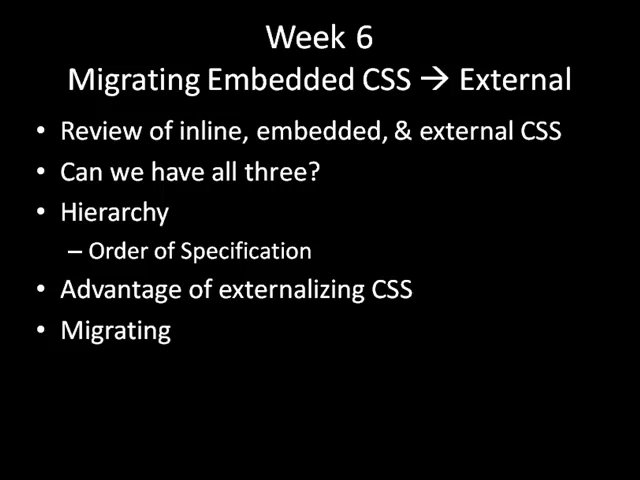 Week 6
Migrating Embedded CSS → External
• Review of inline, embedded, & external CSS
• Can we have all three?
• Hierarchy
– Order of Specification
• Advantage of externalizing CSS
• Migrating